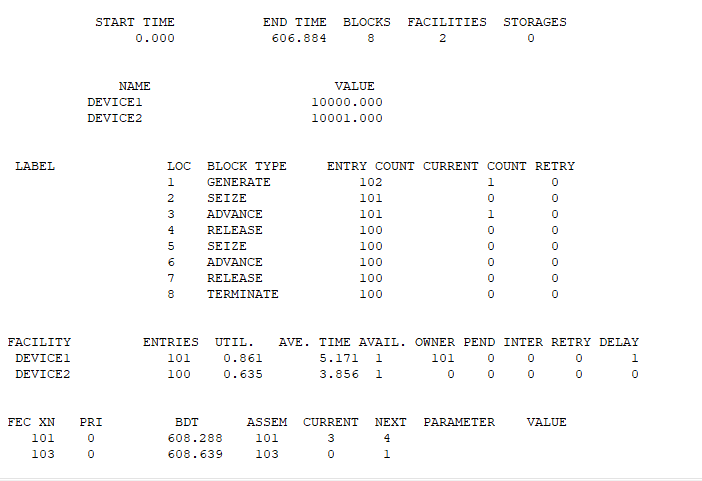 START TIME END TIME BLOCKS FACILITIES STORAGES
0.000 606.884 8 2 0
NAME VALUE
DEVICE1 10000.000
DEVICE2 10001.000
LABEL LOC BLOCK TYPE ENTRY COUNT CURRENT COUNT RETRY
1 GENERATE 102 1 0
2 SEIZE 101 0 0
3 ADVANCE 101 1 0
4 RELEASE 100 0 0
5 SEIZE 100 0 0
6 ADVANCE 100 0 0
7 RELEASE 100 0 0
8 TERMINATE 100 0 0
FACILITY ENTRIES UTIL. AVE. TIME AVAIL. OWNER PEND INTER RETRY DELAY
DEVICE1 101 0.861 5.171 1 101 0 0 0 1
DEVICE2 100 0.635 3.856 1 0 0 0 0 0
FEC XN PRI BDT ASSEM CURRENT NEXT PARAMETER VALUE
101 0 608.288 101 3 4
103 0 608.639 103 0 1